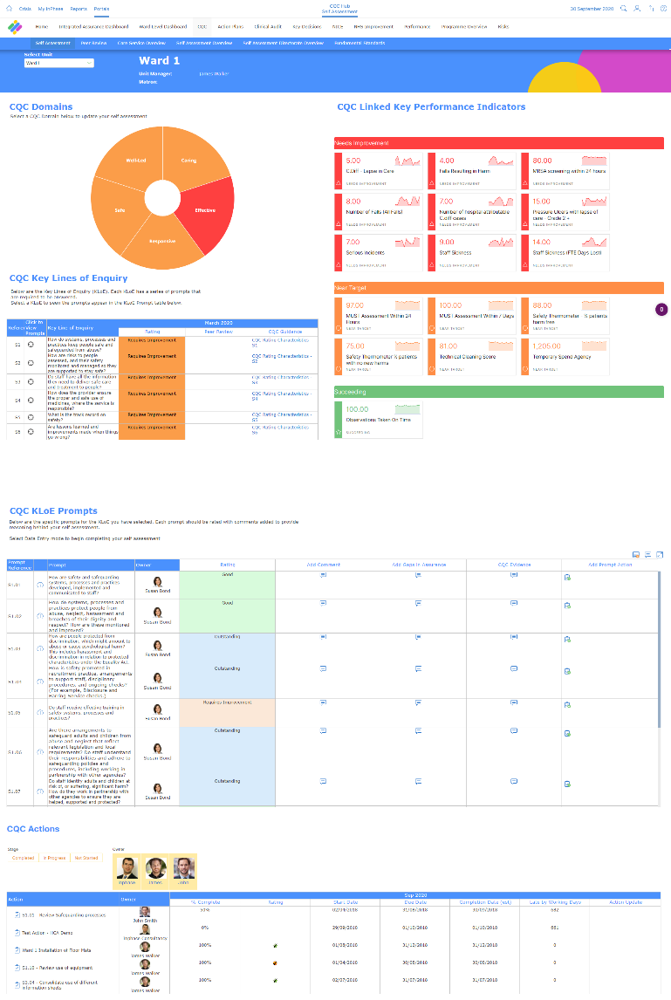 CQC Hub
Crisis My InPhase Reports Portals Self Assessment 30 September 2020
Home Integrated Assurance Dashboard Ward Level Dashboard CQC Action Plans Clinical Audit Key Decisions NICE NHS Improvement Performance Programme Overview Risks
Self Assessment Peer Review Core Service Overview Self Assessment Overview Self Assessment Directorate Overview Fundamental Standards
Select Unit
Ward 1
Ward 1
Unit Manager: James Walker
Matron:
CQC Domains
Select a CQC Domain below to update your self assessment
Well-Led
Caring
Safe
Effective
Responsive
CQC Linked Key Performance Indicators
Needs Improvement
5.00
C.Diff - Lapse in Care
NEEDS IMPROVEMENT
4.00
Falls Resulting in Harm
NEEDS IMPROVEMENT
80.00
MRSA screening within 24 hours
NEEDS IMPROVEMENT
8.00
Number of Falls (All Falls)
NEEDS IMPROVEMENT
7.00
Number of hospital attributable
C.diff cases
NEEDS IMPROVEMENT
15.00
Pressure Ulcers with lapse of
care - Grade 2 +
NEEDS IMPROVEMENT
7.00
Serious Incidents
NEEDS IMPROVEMENT
9.00
Staff Sickness
NEEDS IMPROVEMENT
14.00
Staff Sickness (FTE Days Lost)
NEEDS IMPROVEMENT
Near Target
97.00
MUST Assessment Within 24
Hours
NEAR TARGET
100.00
MUST Assessment Within 7 Days
NEAR TARGET
88.00
Safety Thermometer - % patients
harm free
NEAR TARGET
75.00
Safety Thermometer % patients
with no new harms
NEAR TARGET
81.00
Technical Cleaning Score
NEAR TARGET
1,205.00
Temporary Spend Agency
NEAR TARGET
0
Succeeding
100.00
Observations Taken On Time
SUCCEEDING
CQC Key Lines of Enquiry
Below are the Key Lines of Enquiry (KLoE). Each KLoE has a series of prompts that
are required to be answered.
Select a KLoE to seen the prompts appear in the KLoE Prompt table below.
Click to
View
Prompts
Key Line of Enquiry
March 2020
Rating Peer Review CQC Guidance
S1
How do systems, processes and
practices keep people safe and
safeguarded from abuse?
Requires Improvement
CQC Rating Characteristics -
S1
S2
How are risks to people
assessed, and their safety
monitored and managed so they
are supported to stay safe?
Requires Improvement
CQC Rating Characteristics -
S2
S3
Do staff have all the information
they need to deliver safe care
and treatment to people?
Requires Improvement
CQC Rating Characteristics -
S3
S4
How does the provider ensure
the proper and safe use of
medicines, where the service is
responsible?
Requires Improvement
CQC Rating Characteristics -
S4
S5
What is the track record on
safety?
Requires Improvement
CQC Rating Characteristics -
S5
S6
Are lessons learned and
improvements made when things
go wrong?
Requires Improvement
CQC Rating Characteristics -
S6
CQC KLoE Prompts
Below are the specific prompts for the KLoE you have selected. Each prompt should be rated with comments added to provide
reasoning behind your self assessment.
Select Data Entry mode to begin completing your self assessment
Prompt
Reference
Prompt Owner Rating Add Comment Add Gaps in Assurance CQC Evidence Add Prompt Action
S1.01
How are safety and safeguarding
systems, processes and practices
developed, implemented and
communicated to staff?
Susan Bond
Good
S1.02
How do systems, processes and
practices protect people from
abuse, neglect, harassment and
breaches of their dignity and
respect? How are these monitored
and improved?
Susan Bond
Good
S1.03
How are people protected from
discrimination, which might amount to
abuse or cause psychological harm?
This includes harassment and
discrimination in relation to protected
characteristics under the Equality Act.
Susan Bond
Outstanding
S1.04
How is safety promoted in
recruitment practice, arrangements
to support staff, disciplinary
procedures, and ongoing checks?
(For example, Disclosure and
Barring Service checks.)
Susan Bond
Outstanding
S1.05
Do staff receive effective training in
safety systems, processes and
practices?
Susan Bond
Requires Improvement
S1.06
Are there arrangements to
safeguard adults and children from
abuse and neglect that reflect
relevant legislation and local
requirements? Do staff understand
their responsibilities and adhere to
safeguarding policies and
procedures, including working in
partnership with other agencies?
Susan Bond
Outstanding
S1.07
Do staff identify adults and children at
risk of, or suffering, significant harm?
How do they work in partnership with
other agencies to ensure they are
helped, supported and protected?
Susan Bond
Outstanding
CQC Actions
Stage
Completed In Progress Not Started
Owner
Inphase James John
Action Owner
Sep 2020
% Complete Rating Start Date Due Date Completion Date (est) Late by Working Days Action Update
S1.01 - Review Safeguarding processes
John Smith
50% 02/04/2018 31/08/2018 30/09/2018 682
Test Action - HCA Demo
Inphase Consultancy
0% 29/09/2018 01/10/2018 01/10/2018 661
Ward 1 Installation of Floor Mats
James Walker
100% 01/03/2018 31/12/2018 31/12/2018 0
S1.10 - Review use of equipment
James Walker
100% 01/04/2018 30/08/2018 30/08/2018 0
S2.04 - Consolidate use of different
information sheets
James Walker
100% 02/07/2018 31/07/2018 31/07/2018 0